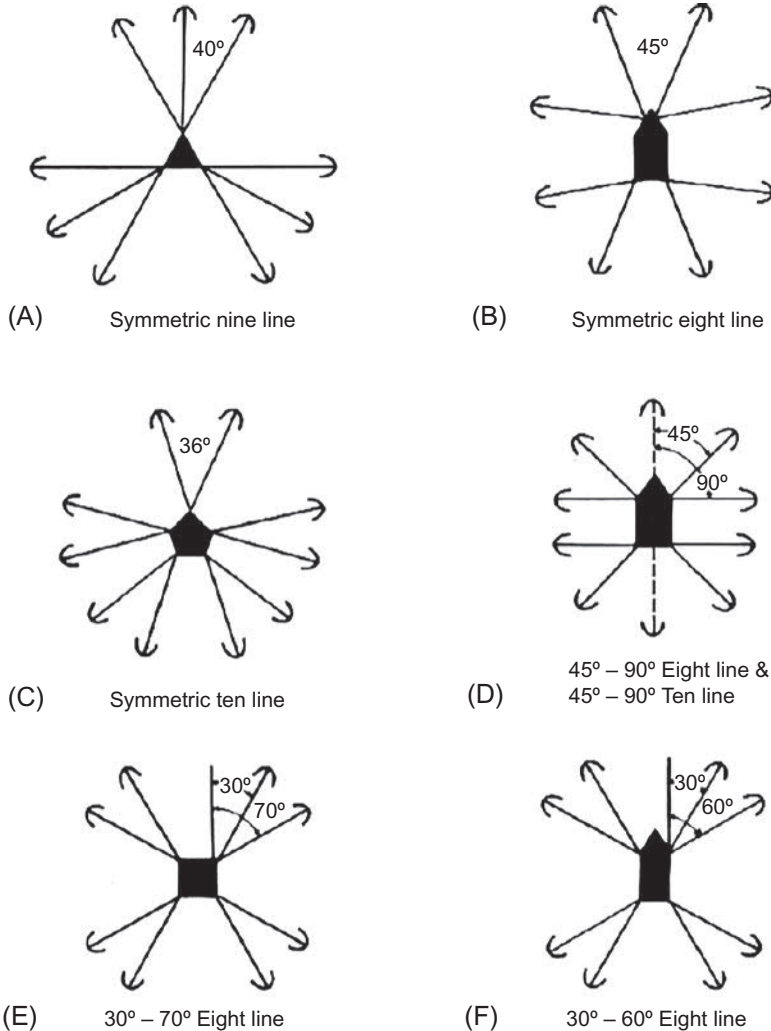 40º
45º
(A) Symmetric nine line
(B) Symmetric eight line
36º
45º
90º
(C) Symmetric ten line
(D) 45º – 90º Eight line &
45º – 90º Ten line
30º
70º
30º
60º
(E) 30º – 70º Eight line
(F) 30º – 60º Eight line